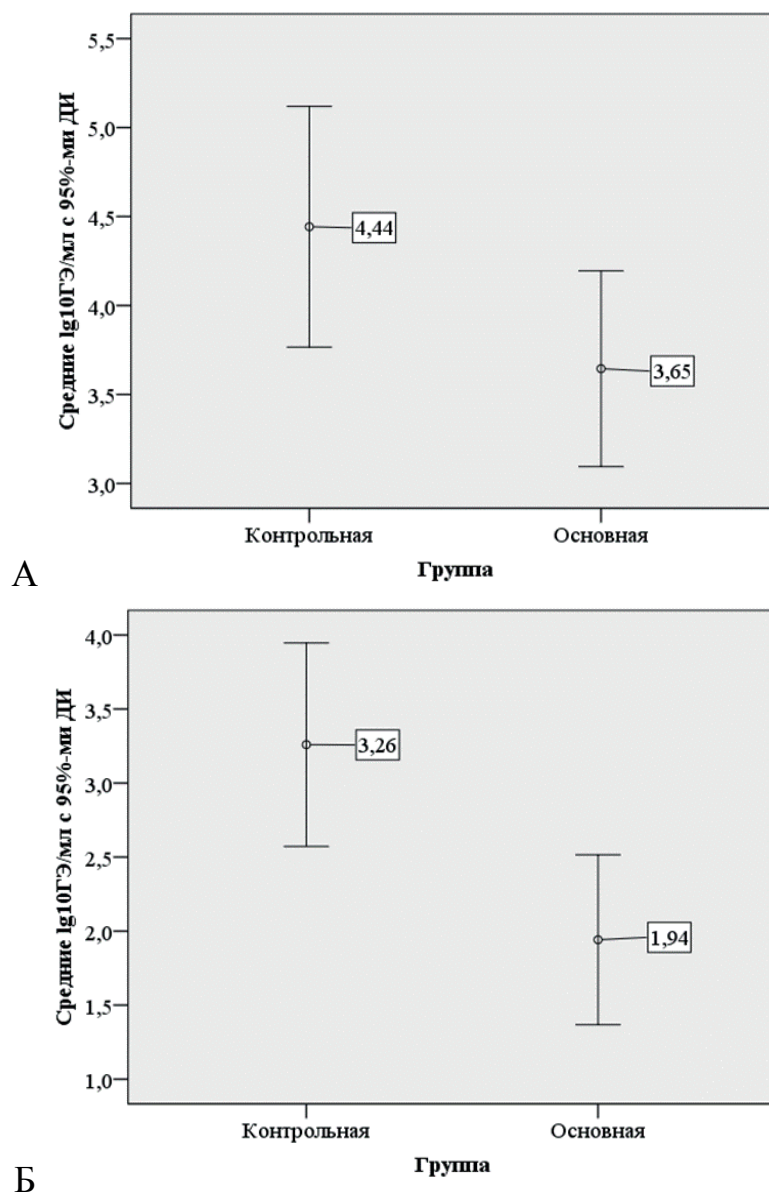 Средние lg10ГЭ/мл с 95%-ми ДИ
5,5
5,0
4,5
4,0
3,5
3,0
4,44
3,65
Контрольная
Основная
Группа
А
Средние lg10ГЭ/мл с 95%-ми ДИ
4,0
3,5
3,0
2,5
2,0
1,5
1,0
3,26
1,94
Контрольная
Основная
Группа
Б